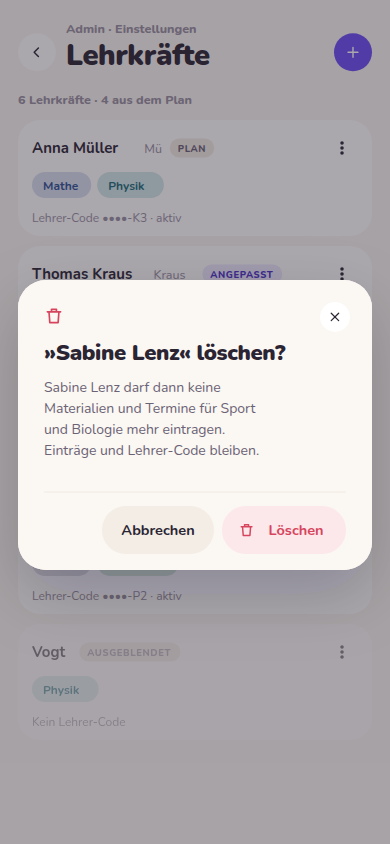 Admin · Einstellungen
Lehrkräfte
6 Lehrkräfte · 4 aus dem Plan
Anna Müller Mü PLAN
Mathe Physik
Lehrer-Code ••••-K3 · aktiv
Thomas Kraus Kraus ANGEPASST
»Sabine Lenz« löschen?
Sabine Lenz darf dann keine
Materialien und Termine für Sport
und Biologie mehr eintragen.
Einträge und Lehrer-Code bleiben.
Abbrechen Löschen
Lehrer-Code ••••-P2 · aktiv
Vogt AUSGEBLENDET
Physik
Kein Lehrer-Code